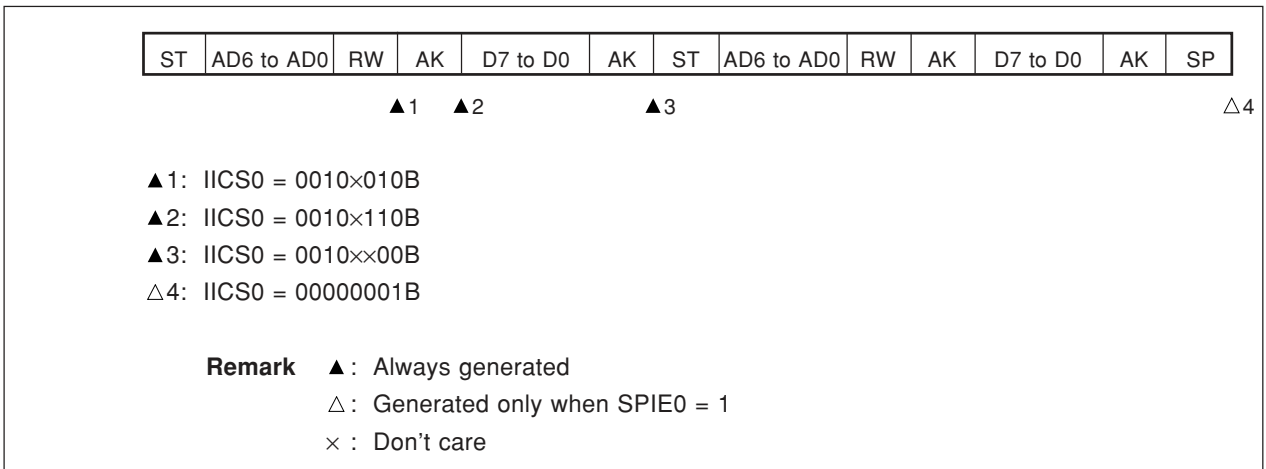 ST AD6 to AD0 RW AK D7 to D0 AK ST AD6 to AD0 RW AK D7 to D0 AK SP
▲1 ▲2 ▲3 △4
▲1: IICS0 = 0010×010B
▲2: IICS0 = 0010×110B
▲3: IICS0 = 0010××00B
△4: IICS0 = 00000001B
Remark ▲: Always generated
△: Generated only when SPIE0 = 1
× : Don't care